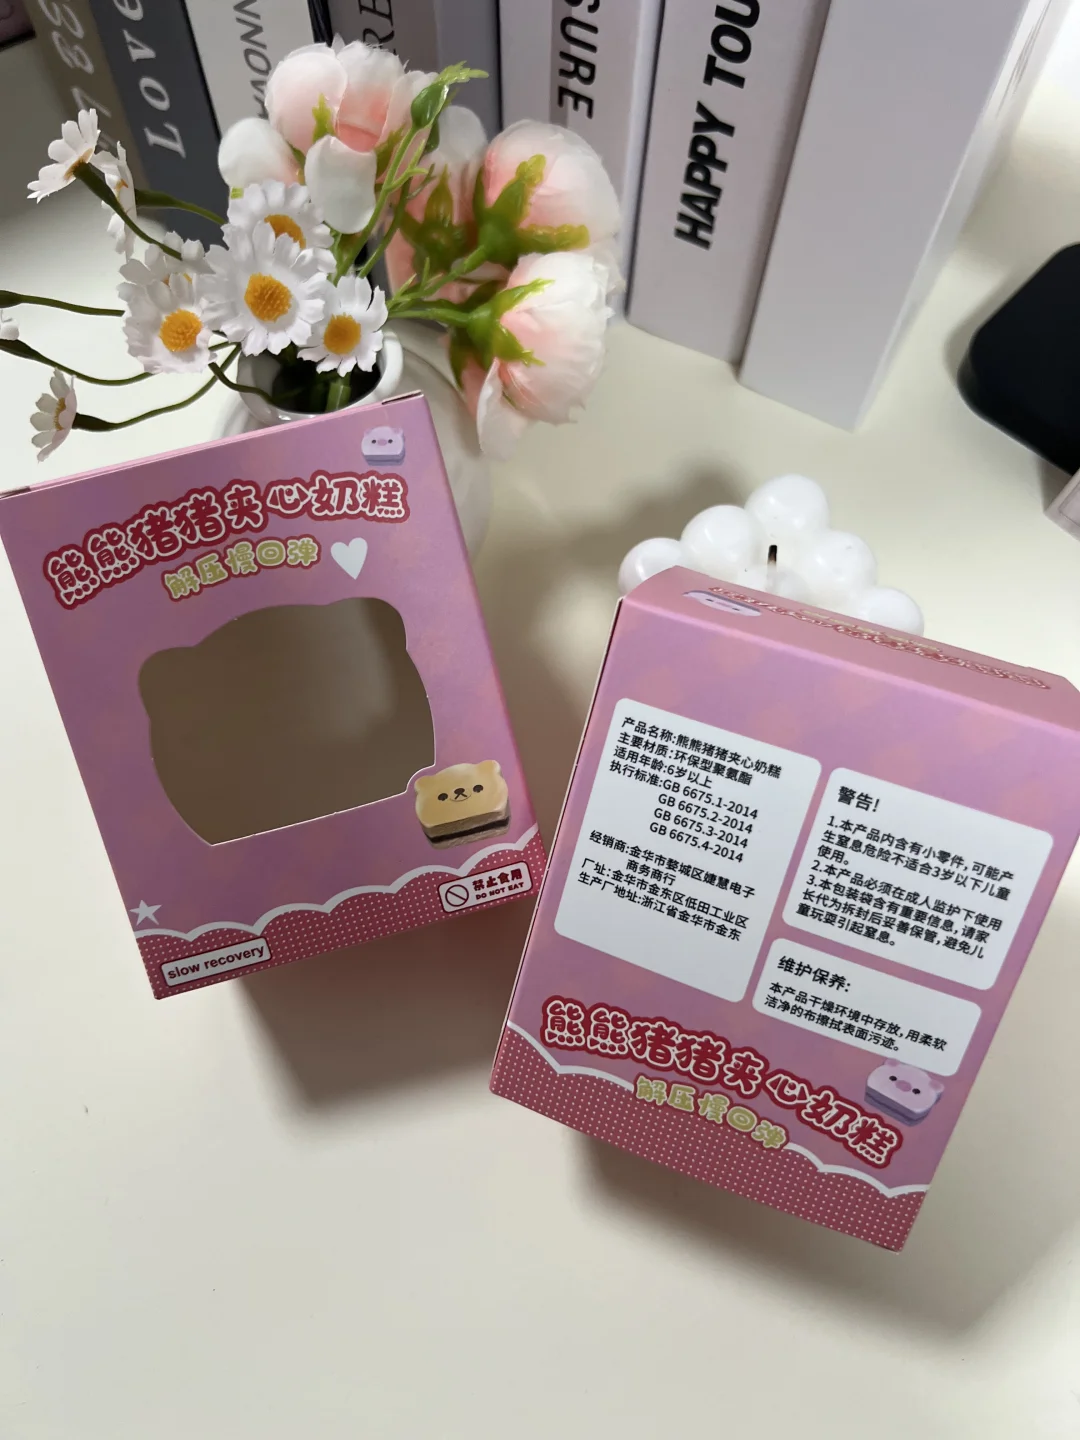 LOVE
SURE
HAPPY TOU
熊熊猪猪夹心奶糕
解压慢回弹
禁止食用
DO NOT EAT
slow recovery
产品名称:熊熊猪猪夹心奶糕
主要材质:环保型聚氨酯
适用年龄:6岁以上
执行标准:GB 6675.1-2014
GB 6675.2-2014
GB 6675.3-2014
GB 6675.4-2014
经销商:金华市婺城区婕慧电子
商务商行
厂址:金华市金东区低田工业区
生产厂地址:浙江省金华市金东
警告!
1.本产品内含有小零件,可能产
生窒息危险不适合3岁以下儿童
使用。
2.本产品必须在成人监护下使用
3.本包装袋含有重要信息,请家
长代为拆封后妥善保管,避免儿
童玩耍引起窒息。
维护保养:
本产品干燥环境中存放,用柔软
洁净的布擦拭表面污迹。
熊熊猪猪夹心奶糕
解压慢回弹